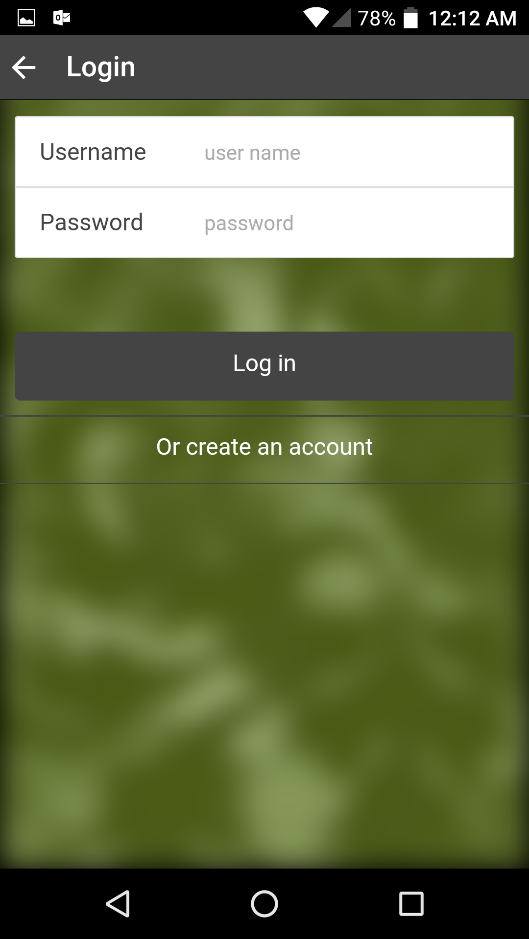 78% 12:12 AM
Login
Username user name
Password password
Log in
Or create an account